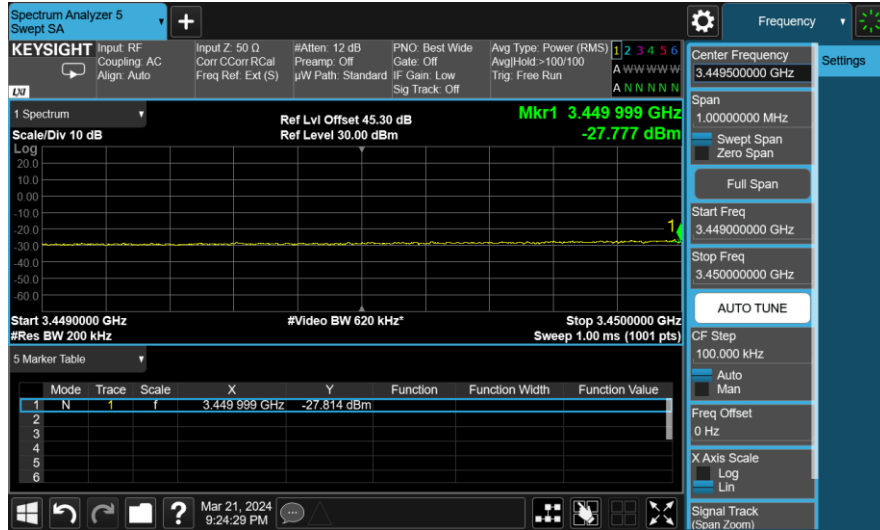 Spectrum Analyzer 5
Swept SA
Frequency
KEYSIGHT
Input: RF
Coupling: AC
Align: Auto
Input Z: 50 Ω
Corr CCorr RCal
Freq Ref: Ext (S)
#Atten: 12 dB
Preamp: Off
µW Path: Standard
PNO: Best Wide
Gate: Off
IF Gain: Low
Sig Track: Off
Avg Type: Power (RMS)
Avg|Hold:>100/100
Trig: Free Run
1 2 3 4 5 6
A W W W W W
A N N N N N
LXI
1 Spectrum
Scale/Div 10 dB
Ref Lvl Offset 45.30 dB
Ref Level 30.00 dBm
Mkr1 3.449 999 GHz
-27.777 dBm
Log
20.0
10.0
0.00
-10.0
-20.0
-30.0
-40.0
-50.0
-60.0
1
Start 3.4490000 GHz
#Res BW 200 kHz
#Video BW 620 kHz*
Stop 3.4500000 GHz
Sweep 1.00 ms (1001 pts)
5 Marker Table
Mode Trace Scale X Y Function Function Width Function Value
1 N 1 f 3.449 999 GHz -27.814 dBm
2
3
4
5
6
Mar 21, 2024
9:24:29 PM
?
Center Frequency
3.449500000 GHz
Settings
Span
1.00000000 MHz
Swept Span
Zero Span
Full Span
Start Freq
3.449000000 GHz
Stop Freq
3.450000000 GHz
AUTO TUNE
CF Step
100.000 kHz
Auto
Man
Freq Offset
0 Hz
X Axis Scale
Log
Lin
Signal Track
(Span Zoom)